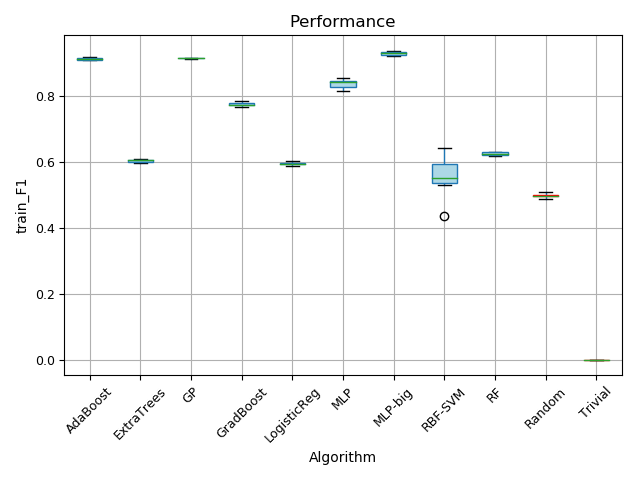 Performance
train_F1
0.8
0.6
0.4
0.2
0.0
AdaBoost
ExtraTrees
GP
GradBoost
LogisticReg
MLP
MLP-big
RBF-SVM
RF
Random
Trivial
Algorithm